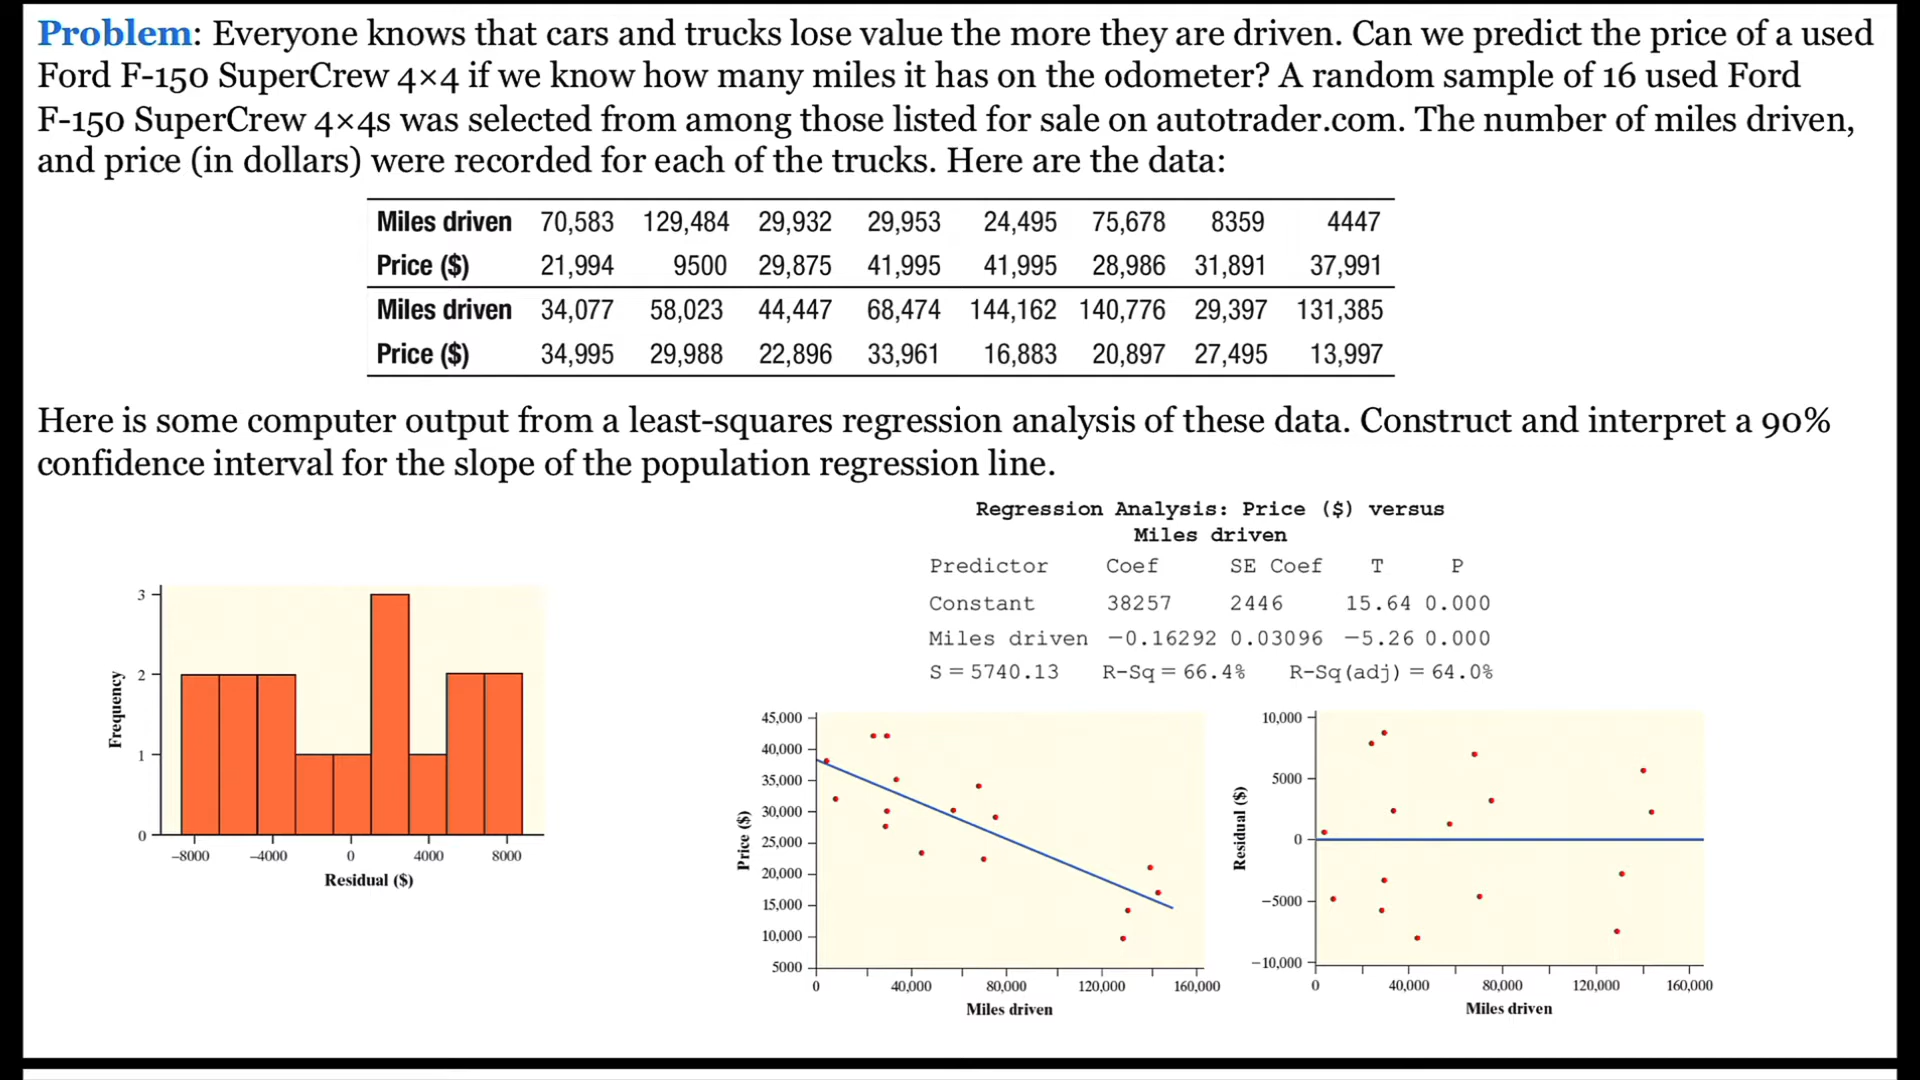 Problem: Everyone knows that cars and trucks lose value the more they are driven. Can we predict the price of a used
Ford F-150 SuperCrew 4×4 if we know how many miles it has on the odometer? A random sample of 16 used Ford
F-150 SuperCrew 4×4s was selected from among those listed for sale on autotrader.com. The number of miles driven,
and price (in dollars) were recorded for each of the trucks. Here are the data:
Miles driven 70,583 129,484 29,932 29,953 24,495 75,678 8359 4447
Price ($) 21,994 9500 29,875 41,995 41,995 28,986 31,891 37,991
Miles driven 34,077 58,023 44,447 68,474 144,162 140,776 29,397 131,385
Price ($) 34,995 29,988 22,896 33,961 16,883 20,897 27,495 13,997
Here is some computer output from a least-squares regression analysis of these data. Construct and interpret a 90%
confidence interval for the slope of the population regression line.
Regression Analysis: Price ($) versus
Miles driven
Predictor Coef SE Coef T P
Constant 38257 2446 15.64 0.000
Miles driven −0.16292 0.03096 −5.26 0.000
S = 5740.13 R-Sq = 66.4% R-Sq(adj) = 64.0%
3
2
1
0
Frequency
−8000 −4000 0 4000 8000
Residual ($)
45,000
40,000
35,000
30,000
25,000
20,000
15,000
10,000
5000
Price ($)
0 40,000 80,000 120,000 160,000
Miles driven
10,000
5000
0
−5000
−10,000
Residual ($)
0 40,000 80,000 120,000 160,000
Miles driven